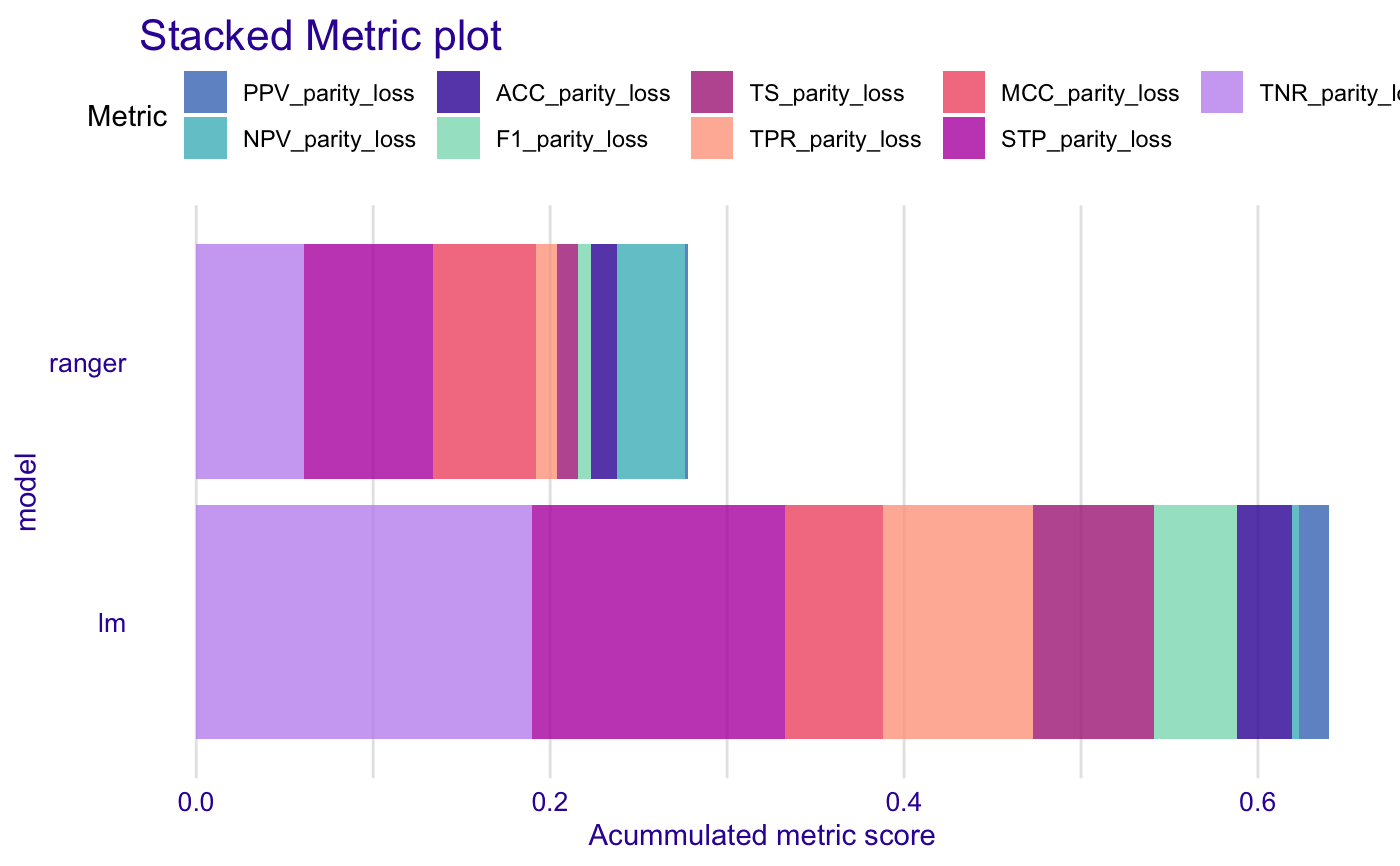 Stacked Metric plot
Metric
PPV_parity_loss ACC_parity_loss TS_parity_loss MCC_parity_loss TNR_parity_lo
NPV_parity_loss F1_parity_loss TPR_parity_loss STP_parity_loss
ranger
model
lm
0.0 0.2 0.4 0.6
Acummulated metric score